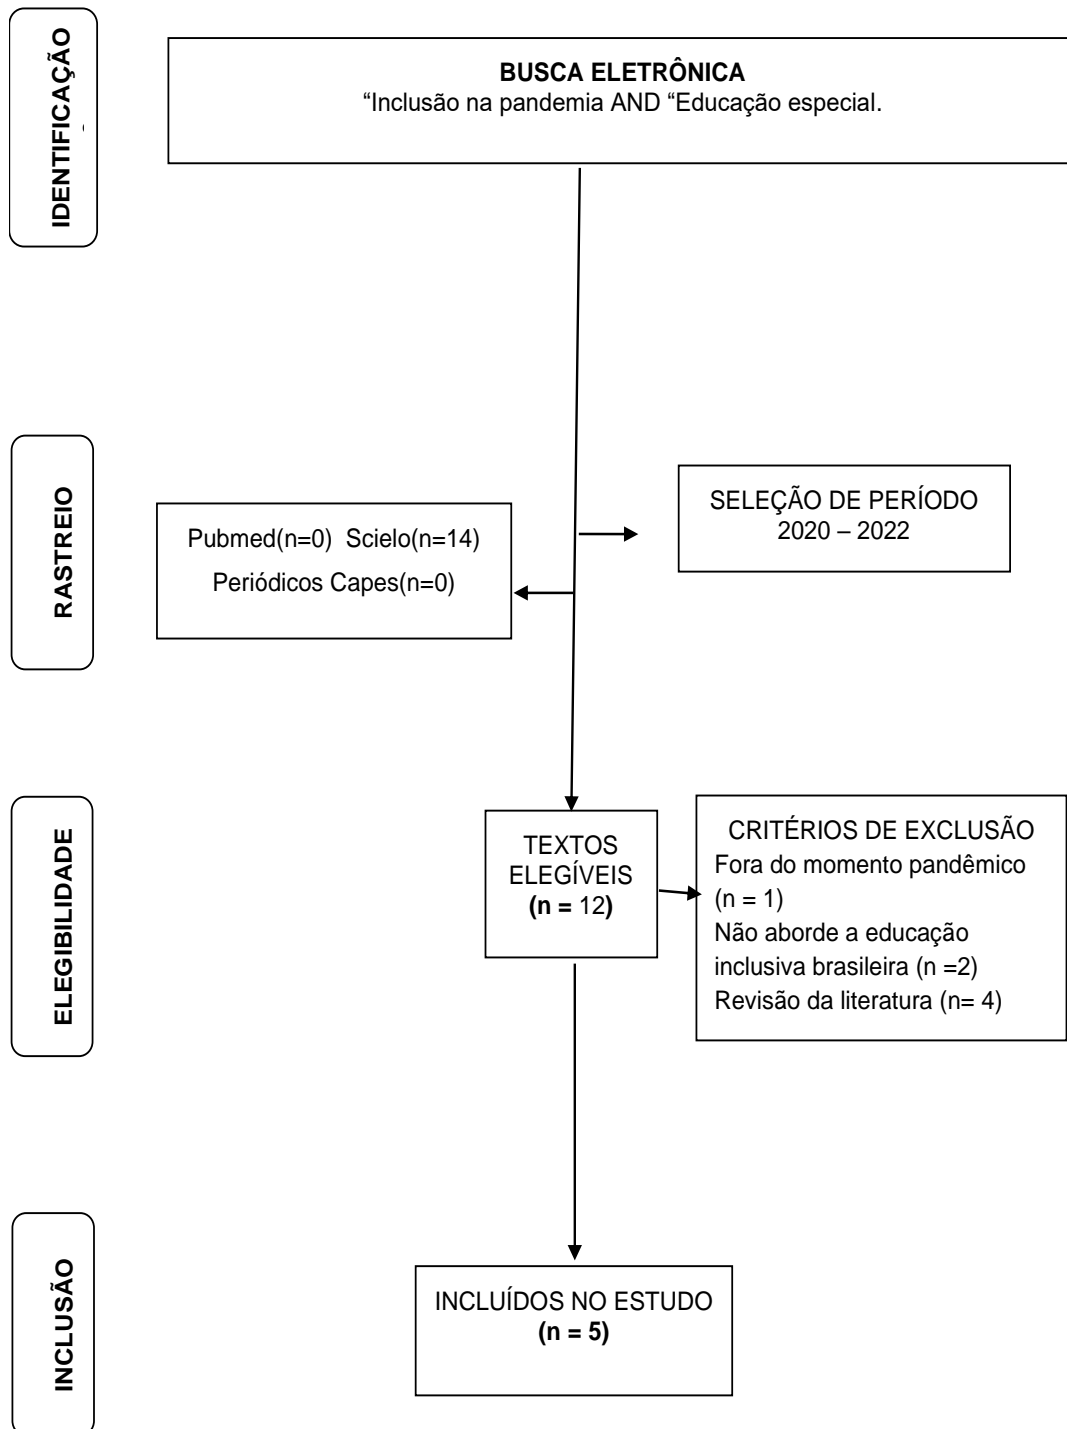 IDENTIFICAÇÃO
BUSCA ELETRÔNICA
“Inclusão na pandemia AND “Educação especial.
RASTREIO
Pubmed(n=0) Scielo(n=14)
Periódicos Capes(n=0)
SELEÇÃO DE PERÍODO
2020 – 2022
ELEGIBILIDADE
TEXTOS
ELEGÍVEIS
(n = 12)
CRITÉRIOS DE EXCLUSÃO
Fora do momento pandêmico
(n = 1)
Não aborde a educação
inclusiva brasileira (n =2)
Revisão da literatura (n= 4)
INCLUSÃO
INCLUÍDOS NO ESTUDO
(n = 5)